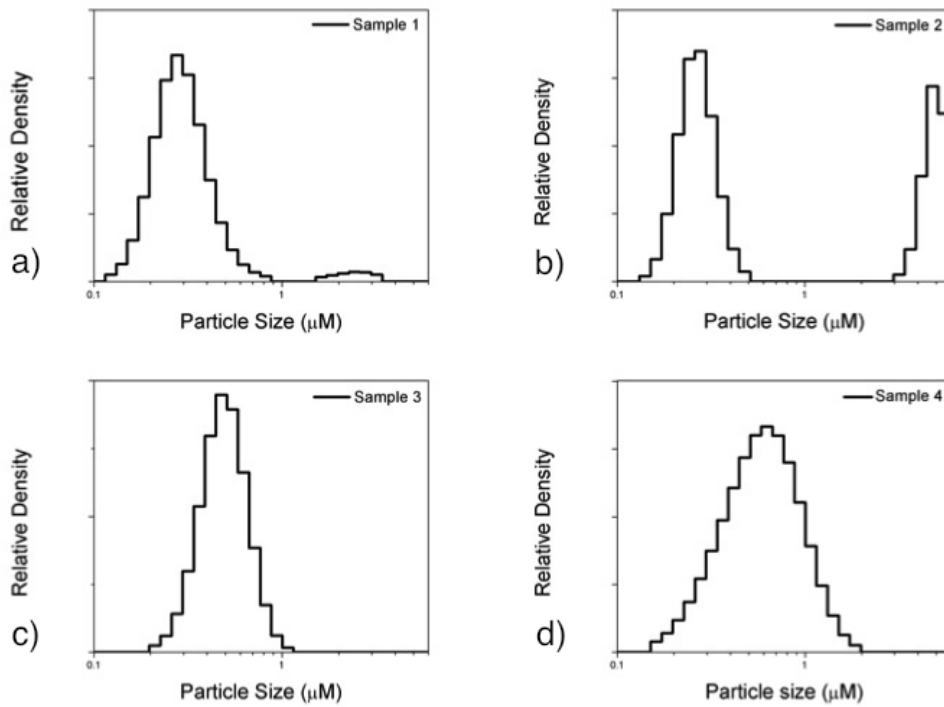 a)
Relative Density
Sample 1
0.1
1
Particle Size (μM)
b)
Relative Density
Sample 2
0.1
1
Particle Size (μM)
c)
Relative Density
Sample 3
0.1
1
Particle Size (μM)
d)
Relative Density
Sample 4
0.1
1
Particle size (μM)